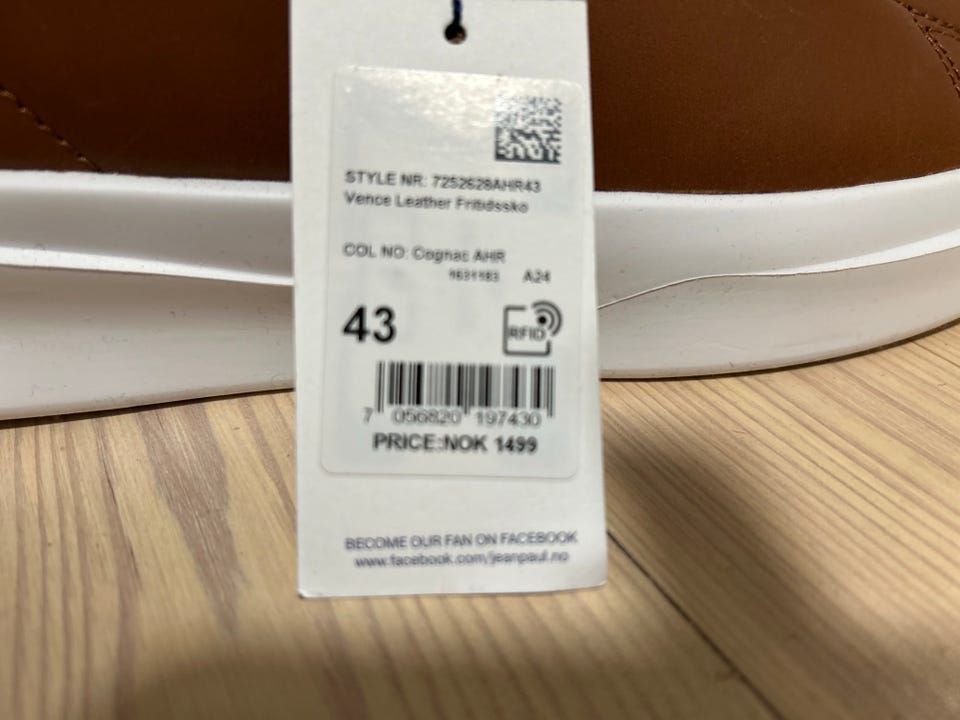 STYLE NR: 7252628AHR43
Vence Leather Fritidssko
COL NO: Cognac AHR
1631183 A24
43
RFID
7 056820 197430
PRICE:NOK 1499
BECOME OUR FAN ON FACEBOOK
www.facebook.com/jeanpaul.no